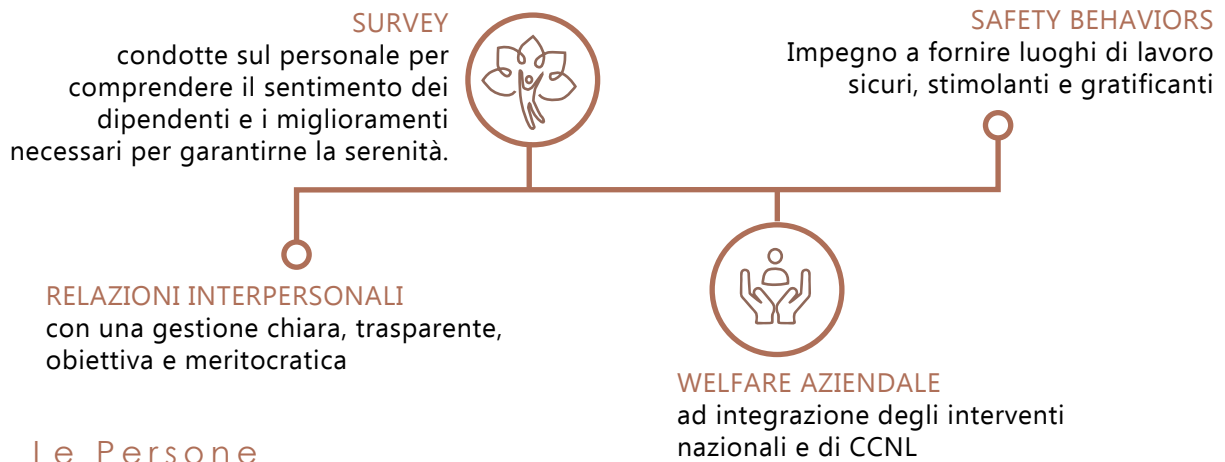 SURVEY
condotte sul personale per
comprendere il sentimento dei
dipendenti e i miglioramenti
necessari per garantirne la serenità.
SAFETY BEHAVIORS
Impegno a fornire luoghi di lavoro
sicuri, stimolanti e gratificanti
RELAZIONI INTERPERSONALI
con una gestione chiara, trasparente,
obiettiva e meritocratica
WELFARE AZIENDALE
ad integrazione degli interventi
nazionali e di CCNL
Le Persone